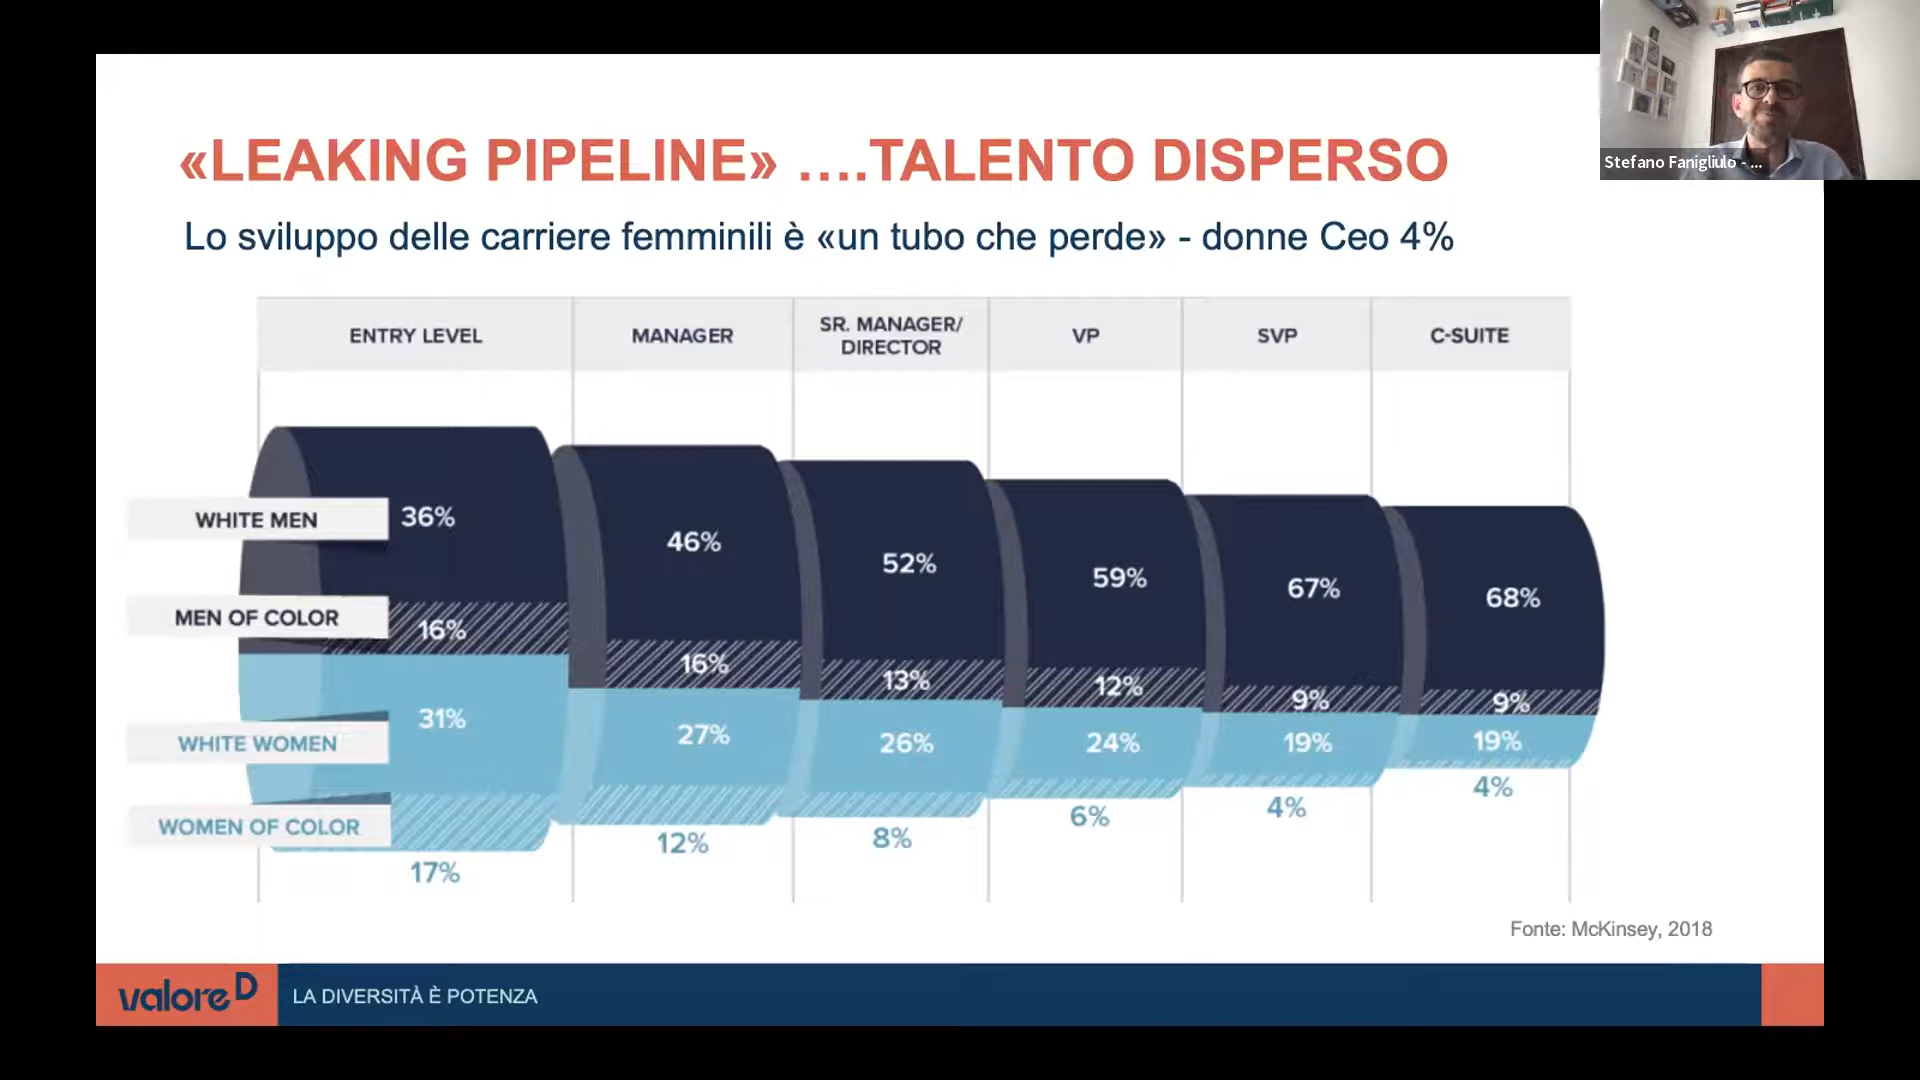 Stefano Fanigliulo - ...
«LEAKING PIPELINE» ....TALENTO DISPERSO
Lo sviluppo delle carriere femminili è «un tubo che perde» - donne Ceo 4%
ENTRY LEVEL
MANAGER
SR. MANAGER/
DIRECTOR
VP
SVP
C-SUITE
WHITE MEN
36%
46%
52%
59%
67%
68%
MEN OF COLOR
16%
16%
13%
12%
9%
9%
WHITE WOMEN
31%
27%
26%
24%
19%
19%
WOMEN OF COLOR
17%
12%
8%
6%
4%
4%
Fonte: McKinsey, 2018
valore D
LA DIVERSITÀ È POTENZA